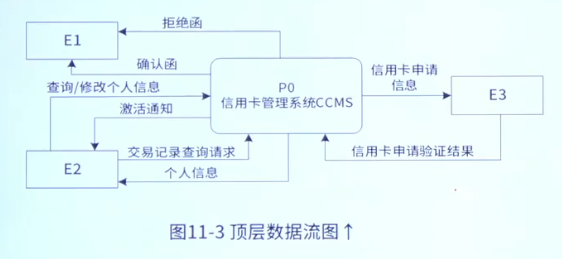 拒绝函
E1
确认函
查询/修改个人信息
激活通知
P0
信用卡管理系统CCMS
信用卡申请
信息
E3
交易记录查询请求
E2
个人信息
信用卡申请验证结果
图11-3 顶层数据流图↑